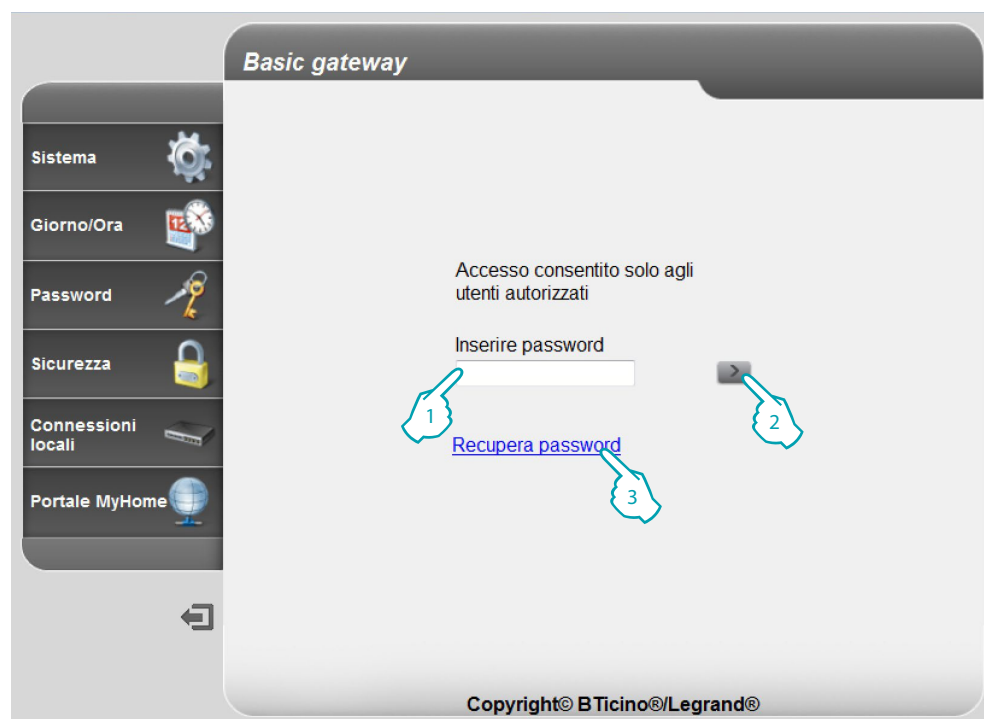 Basic gateway
Sistema
Giorno/Ora
12
Password
Sicurezza
Connessioni
locali
Portale MyHome
Accesso consentito solo agli
utenti autorizzati
Inserire password
1
2
Recupera password
3
Copyright© BTicino®/Legrand®